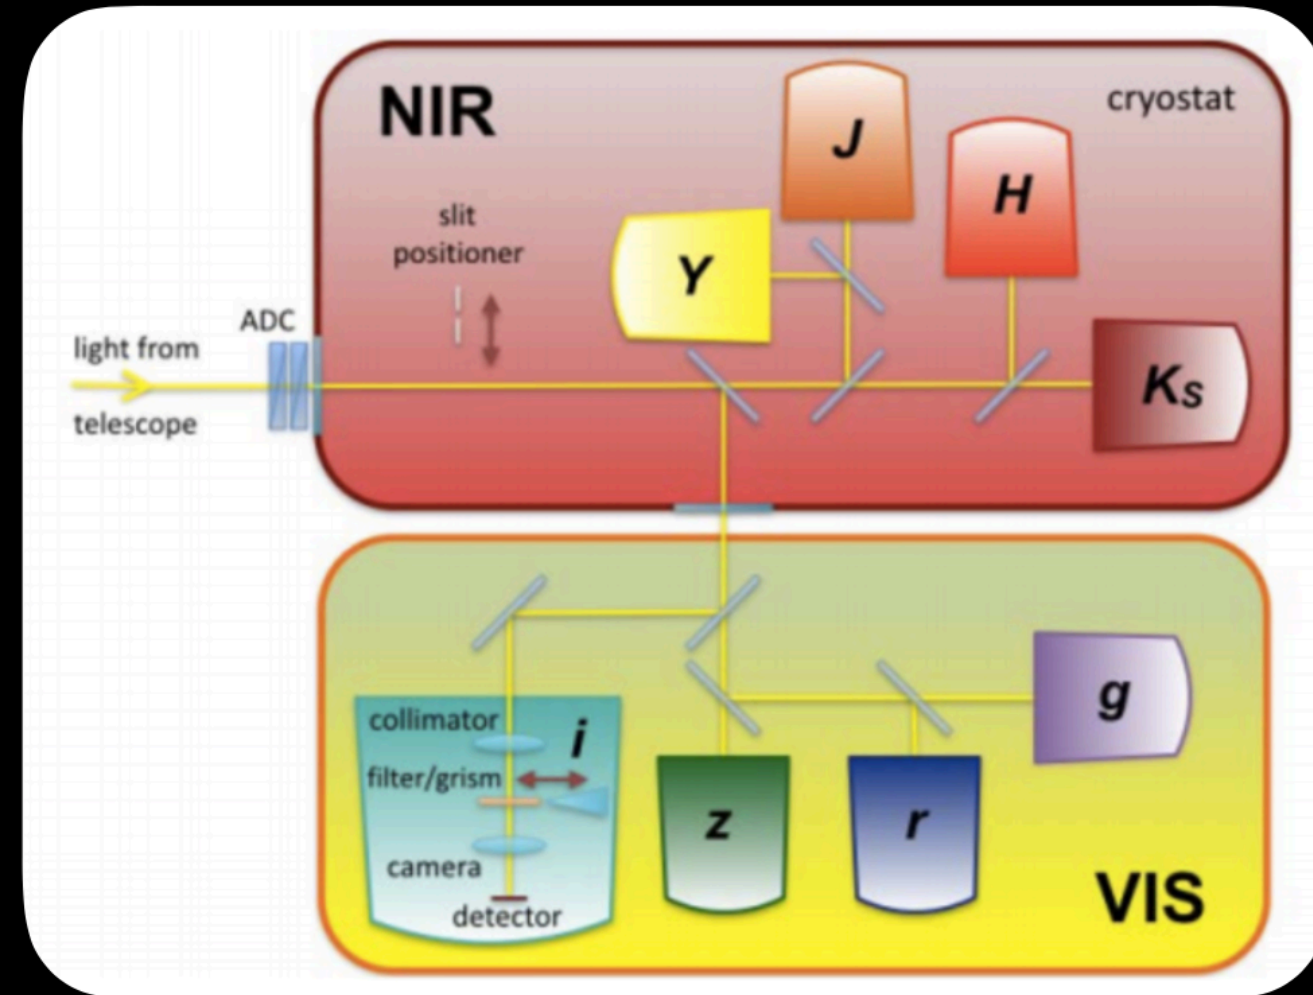 NIR
cryostat
J
H
slit
positioner
Y
ADC
light from
telescope
Ks
collimator
i
filter/grism
camera
detector
z
r
g
VIS